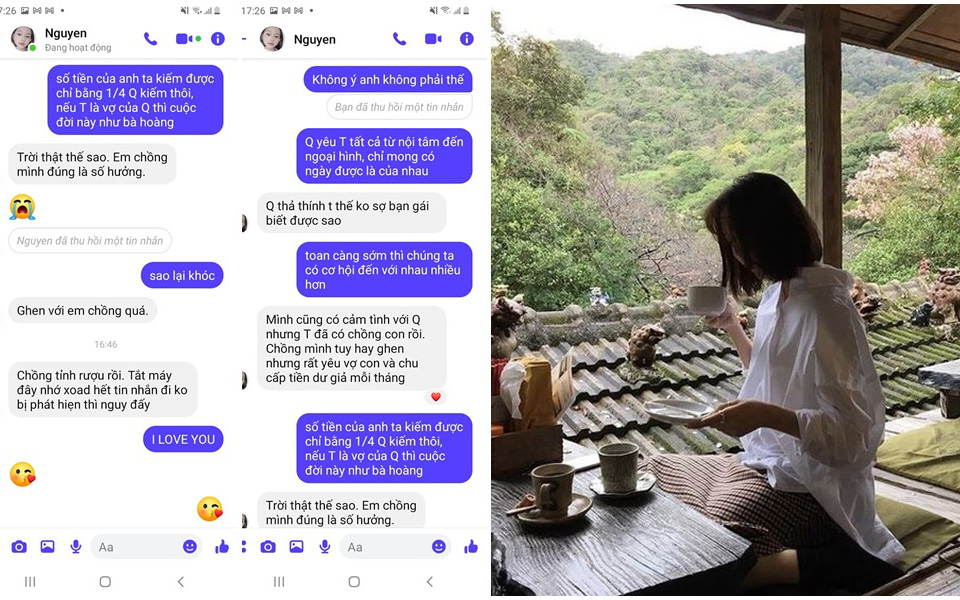 7:26
Nguyen
Đang hoạt động
số tiền của anh ta kiếm được
chỉ bằng 1/4 Q kiếm thôi,
nếu T là vợ của Q thì cuộc
đời này như bà hoàng
Trời thật thế sao. Em chồng
mình đúng là số hưởng.
Nguyen đã thu hồi một tin nhắn
sao lại khóc
Ghen với em chồng quá.
16:46
Chồng tỉnh rượu rồi. Tắt máy
đây nhớ xoad hết tin nhắn đi ko
bị phát hiện thì nguy đấy
I LOVE YOU
Aa
17:26
Nguyen
Không ý anh không phải thế
Bạn đã thu hồi một tin nhắn
Q yêu T tất cả từ nội tâm đến
ngoại hình, chỉ mong có
ngày được là của nhau
Q thả thính t thế ko sợ bạn gái
biết được sao
toan càng sớm thì chúng ta
có cơ hội đến với nhau nhiều
hơn
Mình cũng có cảm tình với Q
nhưng T đã có chồng con rồi.
Chồng mình tuy hay ghen
nhưng rất yêu vợ con và chu
cấp tiền dư giả mỗi tháng
số tiền của anh ta kiếm được
chỉ bằng 1/4 Q kiếm thôi,
nếu T là vợ của Q thì cuộc
đời này như bà hoàng
Trời thật thế sao. Em chồng
mình đúng là số hưởng.
Aa